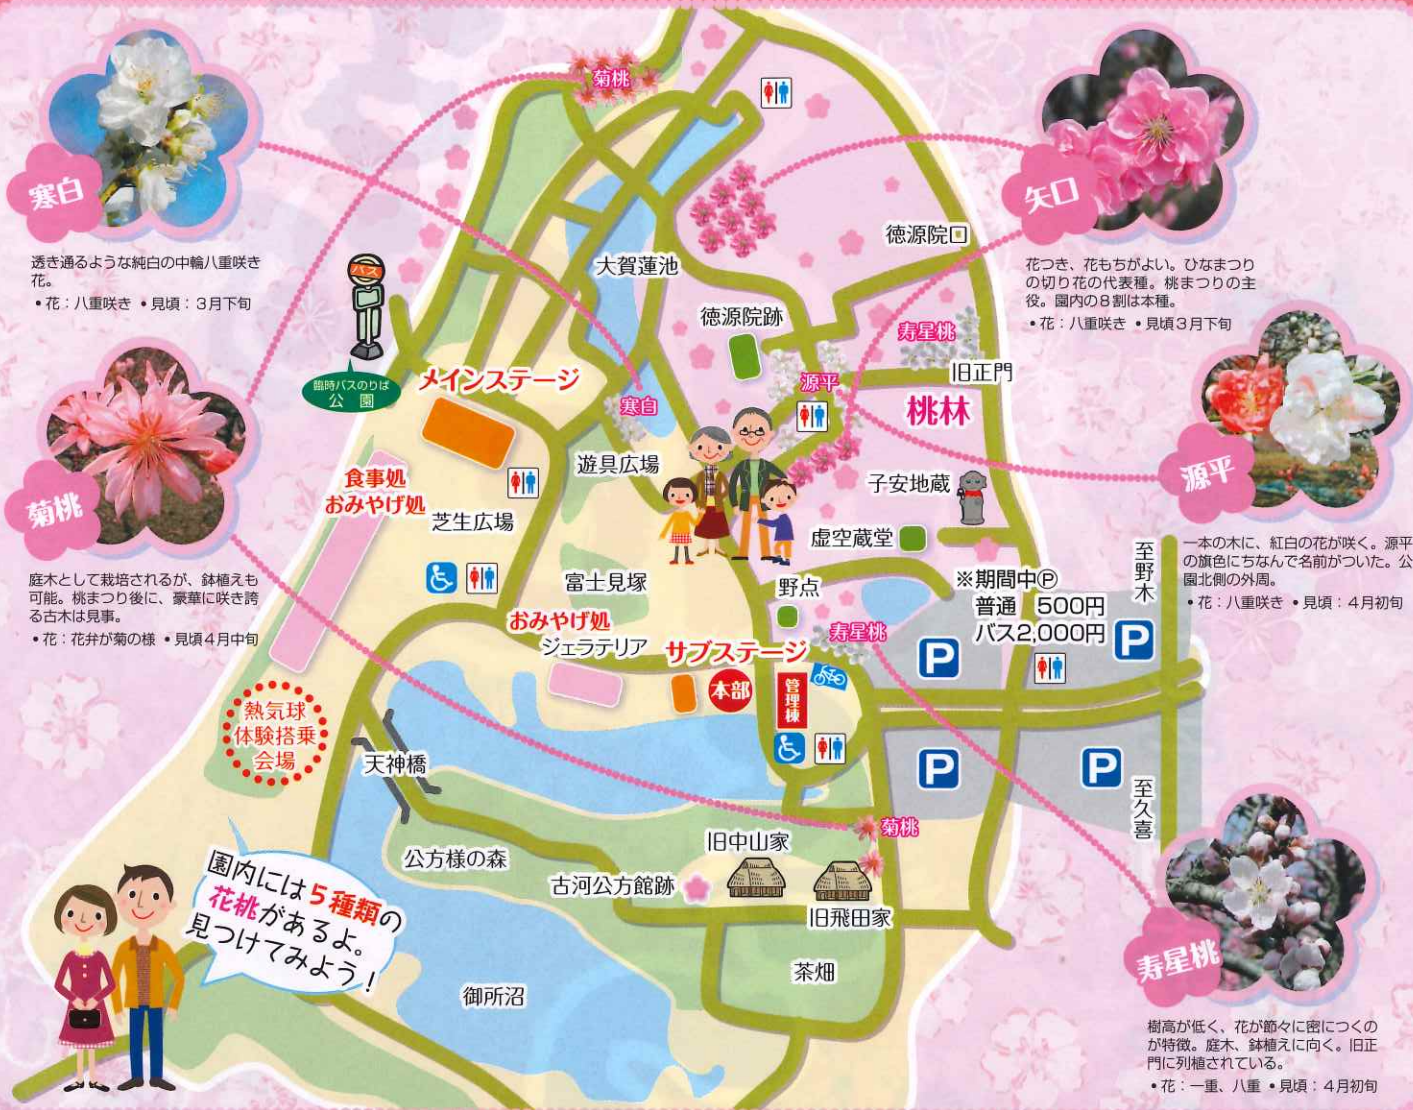 寒白
透き通るような純白の中輪八重咲き
花。
•花：八重咲き •見頃：3月下旬
菊桃
庭木として栽培されるが、鉢植えも
可能。桃まつり後に、豪華に咲き誇
る古木は見事。
•花：花弁が菊の様 •見頃4月中旬
矢口
花つき、花もちがよい。ひなまつり
の切り花の代表種。桃まつりの主
役。園内の8割は本種。
•花：八重咲き •見頃3月下旬
源平
一本の木に、紅白の花が咲く。源平
の旗色にちなんで名前がついた。公
園北側の外周。
•花：八重咲き •見頃：4月初旬
寿星桃
樹高が低く、花が節々に密につくの
が特徴。庭木、鉢植えに向く。旧正
門に列植されている。
•花：一重、八重 •見頃：4月初旬
菊桃
徳源院口
大賀蓮池
徳源院跡
寿星桃
旧正門
源平
桃林
寒白
バス
臨時バスのりば
公園
メインステージ
食事処
おみやげ処
芝生広場
遊具広場
子安地蔵
虚空蔵堂
富士見塚
野点
※期間中Ⓟ
普通 500円
バス2,000円
至野木
P
P
おみやげ処
ジェラテリア
サブステージ
寿星桃
本部
管理棟
熱気球
体験搭乗
会場
天神橋
P
P
至久喜
菊桃
旧中山家
公方様の森
古河公方館跡
旧飛田家
茶畑
御所沼
園内には5種類の
花桃があるよ。
見つけてみよう！